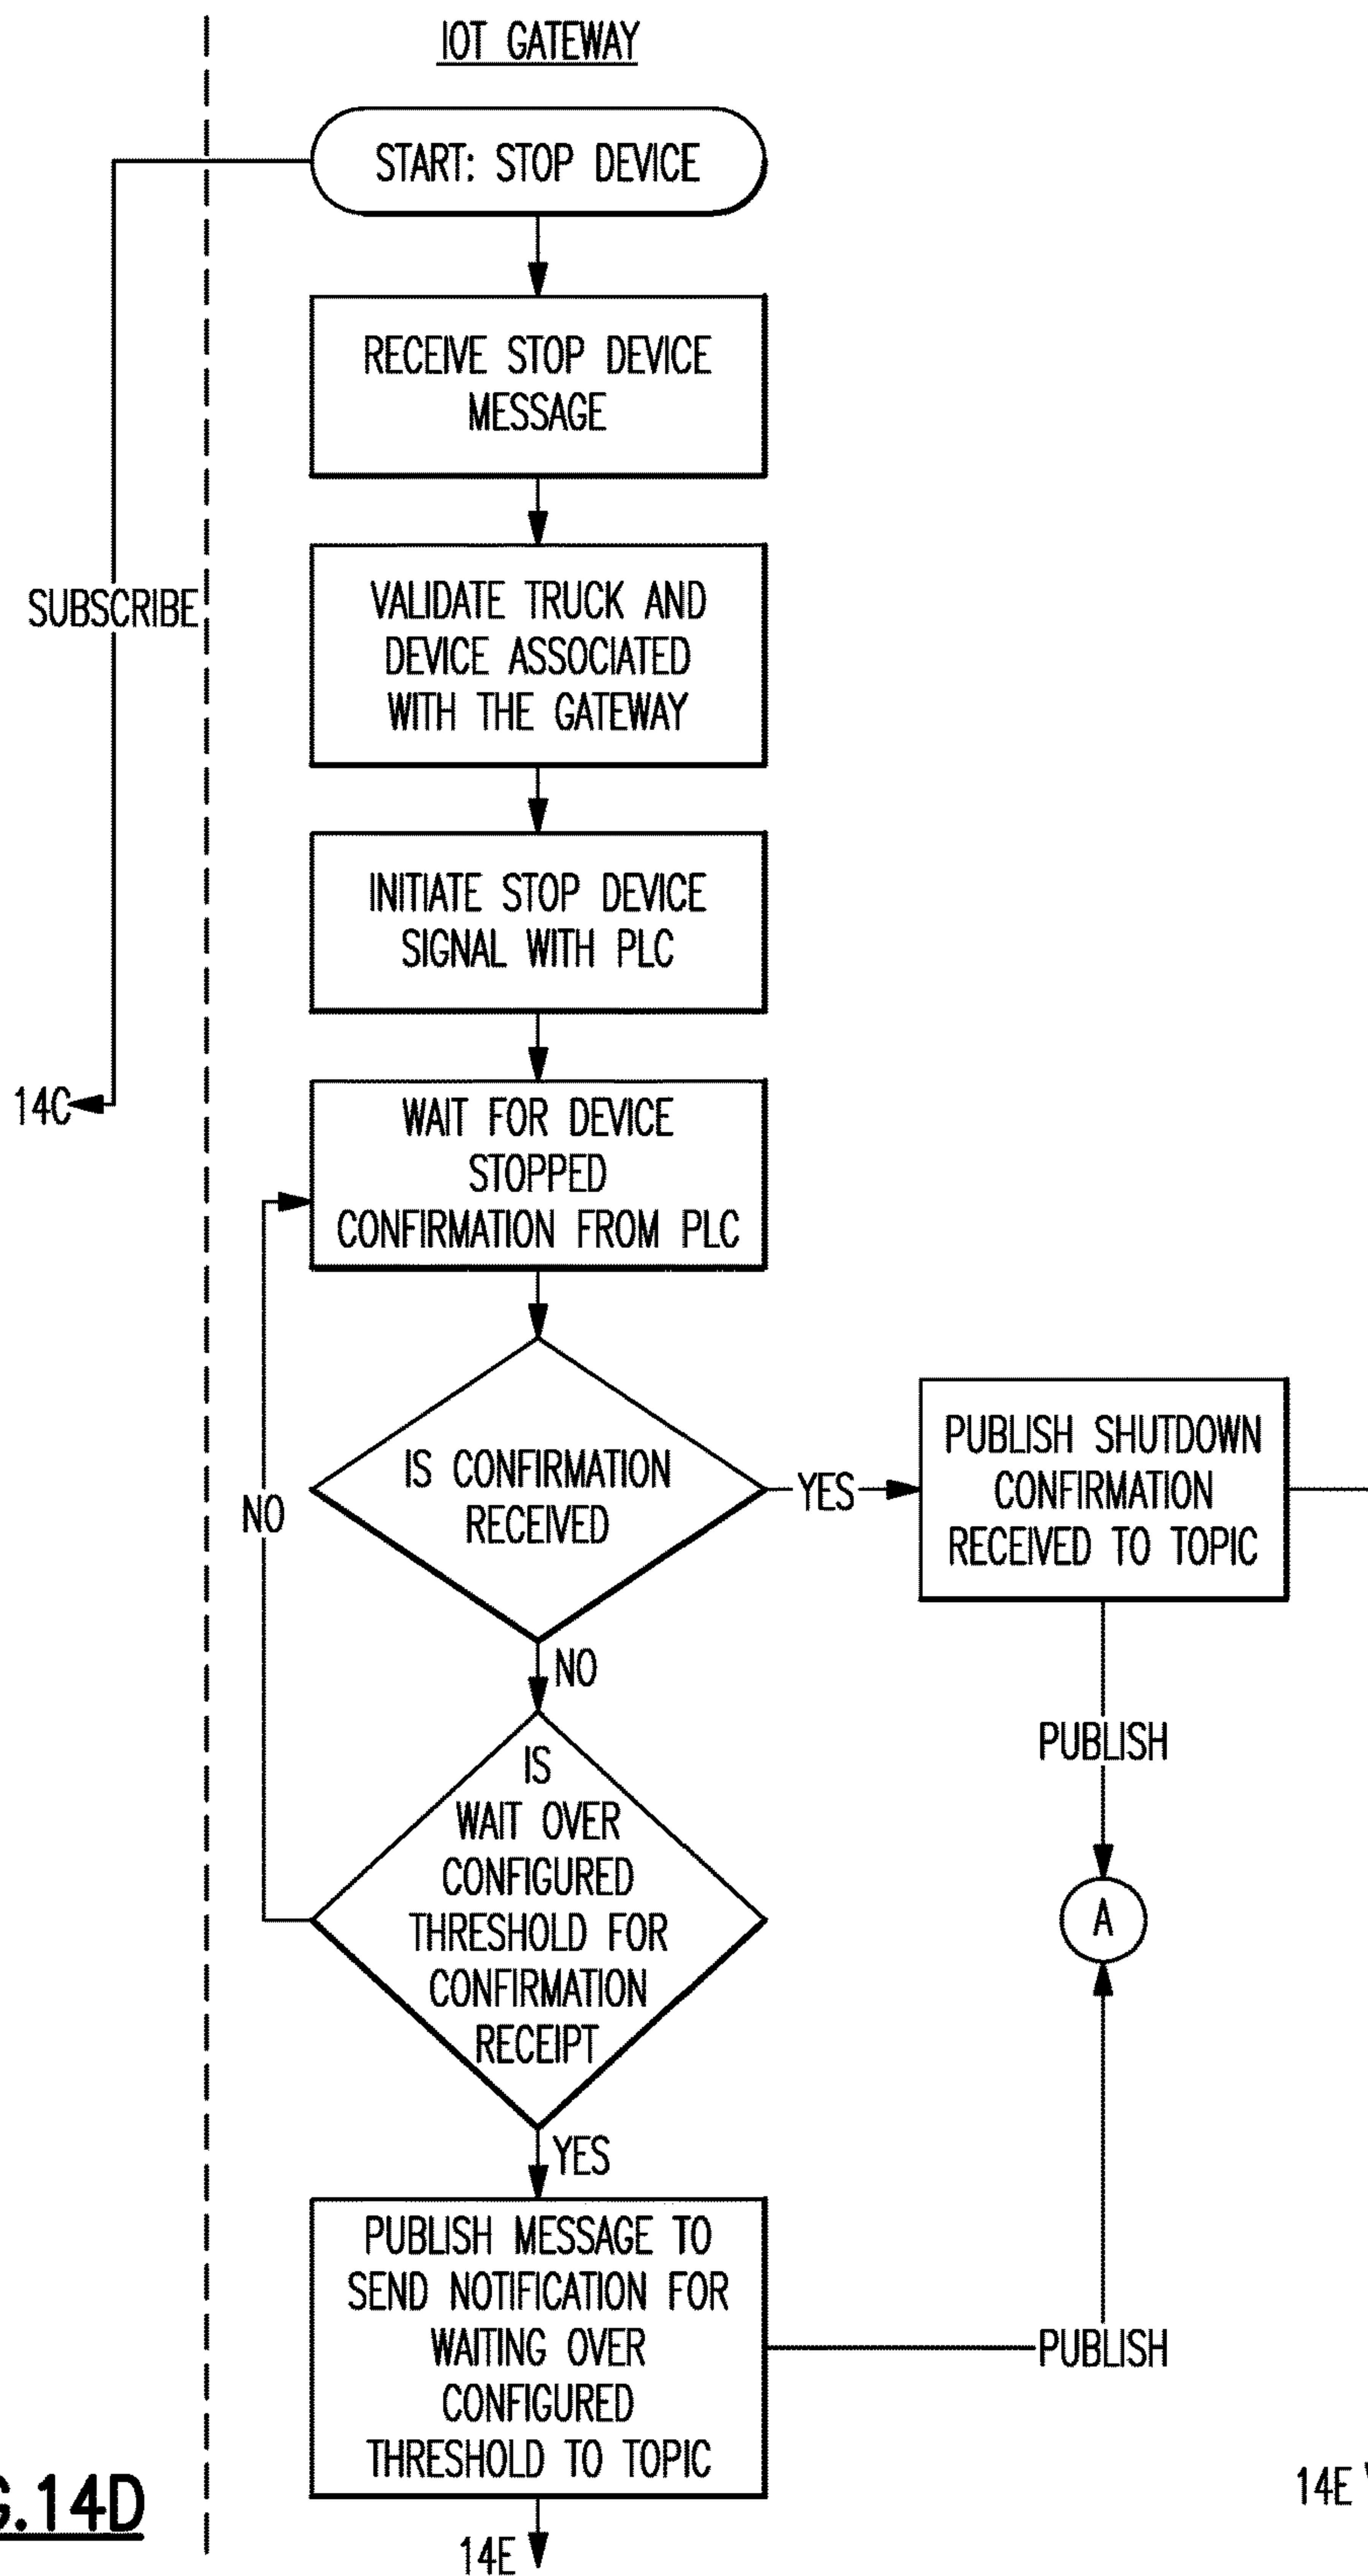 IOT GATEWAY
START: STOP DEVICE
RECEIVE STOP DEVICE
MESSAGE
VALIDATE TRUCK AND
DEVICE ASSOCIATED
WITH THE GATEWAY
SUBSCRIBE
INITIATE STOP DEVICE
SIGNAL WITH PLC
14C
WAIT FOR DEVICE
STOPPED
CONFIRMATION FROM PLC
IS CONFIRMATION
RECEIVED
YES
PUBLISH SHUTDOWN
CONFIRMATION
RECEIVED TO TOPIC
NO
NO
PUBLISH
IS
WAIT OVER
CONFIGURED
THRESHOLD FOR
CONFIRMATION
RECEIPT
A
YES
PUBLISH MESSAGE TO
SEND NOTIFICATION FOR
WAITING OVER
CONFIGURED
THRESHOLD TO TOPIC
PUBLISH
14E
14E
G.14D